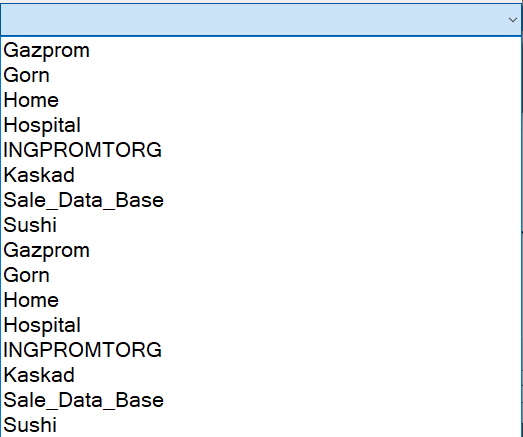 Gazprom
Gorn
Home
Hospital
INGPROMTORG
Kaskad
Sale_Data_Base
Sushi
Gazprom
Gorn
Home
Hospital
INGPROMTORG
Kaskad
Sale_Data_Base
Sushi